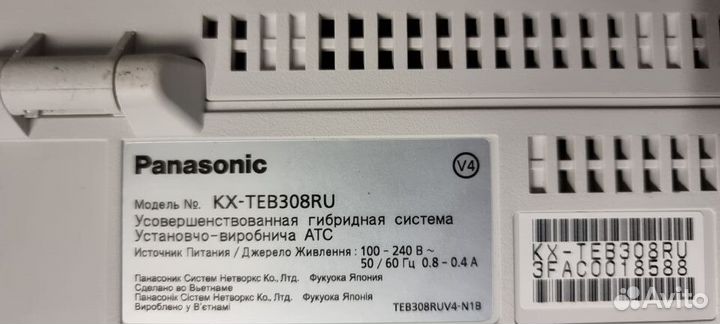 Panasonic
V4
Модель №. KX-TEB308RU
Усовершенствованная гибридная система
Установчо-виробнича АТС
Источник Питания / Джерело Живлення : 100 - 240 В ~
50 / 60 Гц 0.8 - 0.4 А
Панасоник Систем Нетворкс Ко., Лтд. Фукуока Япония
Сделано во Вьетнаме
Панасонік Сістем Нетворкс Ко., Лтд. Фукуока Японія
Вироблено у В'єтнамі
TEB308RUV4-N1B
KX-TEB308RU
3FAC0018588
Avito